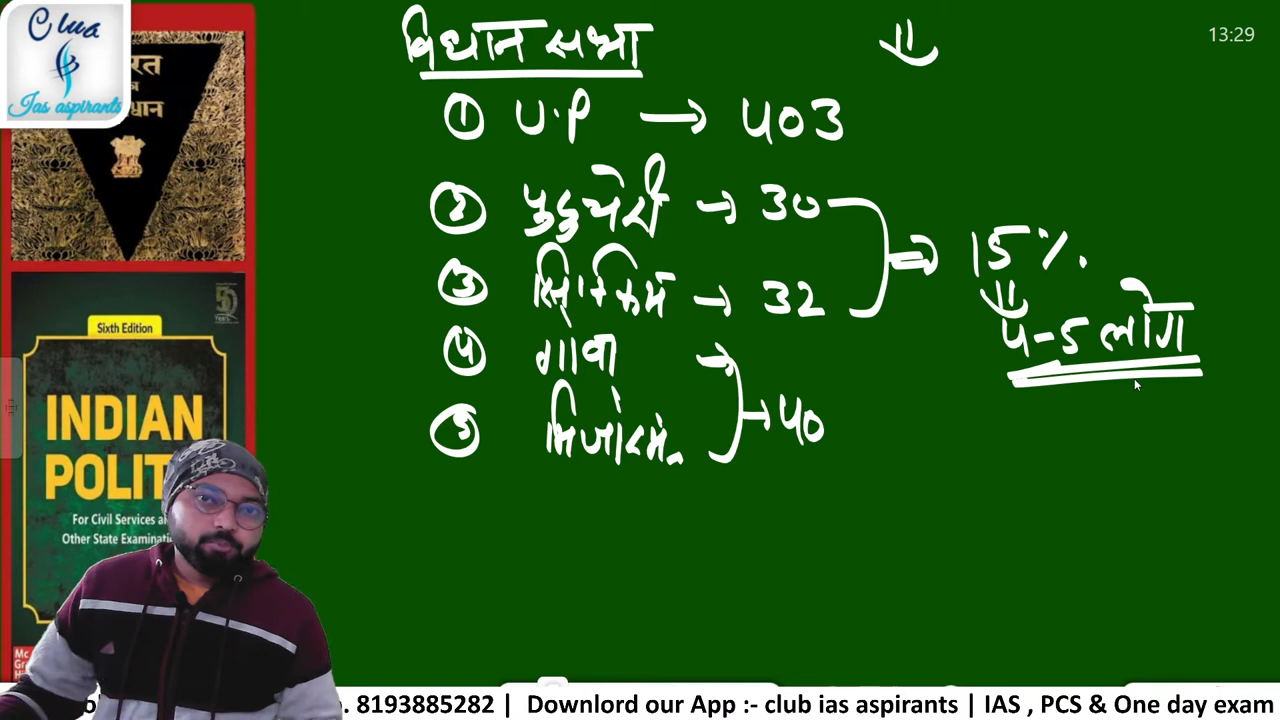 Club
Ias aspirants
भारत
संविधान
Sixth Edition
INDIAN
POLIT
For Civil Services a
Other State Examinati
विधान सभा
13:29
① U.P → 403
② पुदुचेरी → 30
③ सिक्किम → 32
15%.
4-5 लोग
④ गोवा
⑤ मिजोरम.
→ 40
. 8193885282 | Downlord our App :- club ias aspirants | IAS , PCS & One day exam